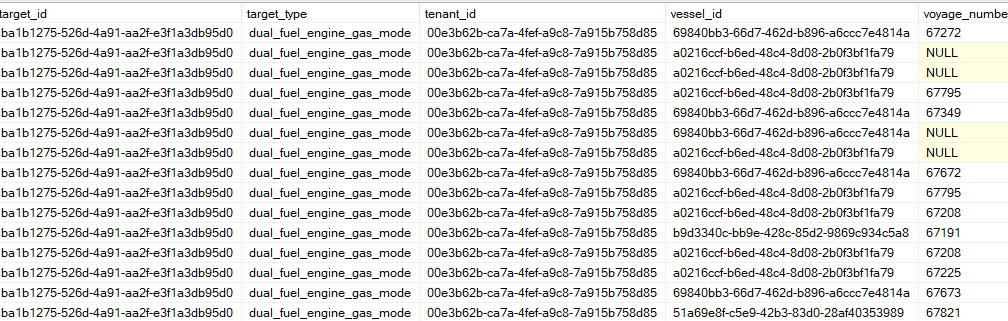 target_id target_type tenant_id vessel_id voyage_numbe
ba1b1275-526d-4a91-aa2f-e3f1a3db95d0 dual_fuel_engine_gas_mode 00e3b62b-ca7a-4fef-a9c8-7a915b758d85 69840bb3-66d7-462d-b896-a6ccc7e4814a 67272
ba1b1275-526d-4a91-aa2f-e3f1a3db95d0 dual_fuel_engine_gas_mode 00e3b62b-ca7a-4fef-a9c8-7a915b758d85 a0216ccf-b6ed-48c4-8d08-2b0f3bf1fa79 NULL
ba1b1275-526d-4a91-aa2f-e3f1a3db95d0 dual_fuel_engine_gas_mode 00e3b62b-ca7a-4fef-a9c8-7a915b758d85 a0216ccf-b6ed-48c4-8d08-2b0f3bf1fa79 NULL
ba1b1275-526d-4a91-aa2f-e3f1a3db95d0 dual_fuel_engine_gas_mode 00e3b62b-ca7a-4fef-a9c8-7a915b758d85 a0216ccf-b6ed-48c4-8d08-2b0f3bf1fa79 67795
ba1b1275-526d-4a91-aa2f-e3f1a3db95d0 dual_fuel_engine_gas_mode 00e3b62b-ca7a-4fef-a9c8-7a915b758d85 69840bb3-66d7-462d-b896-a6ccc7e4814a 67349
ba1b1275-526d-4a91-aa2f-e3f1a3db95d0 dual_fuel_engine_gas_mode 00e3b62b-ca7a-4fef-a9c8-7a915b758d85 69840bb3-66d7-462d-b896-a6ccc7e4814a NULL
ba1b1275-526d-4a91-aa2f-e3f1a3db95d0 dual_fuel_engine_gas_mode 00e3b62b-ca7a-4fef-a9c8-7a915b758d85 a0216ccf-b6ed-48c4-8d08-2b0f3bf1fa79 NULL
ba1b1275-526d-4a91-aa2f-e3f1a3db95d0 dual_fuel_engine_gas_mode 00e3b62b-ca7a-4fef-a9c8-7a915b758d85 69840bb3-66d7-462d-b896-a6ccc7e4814a 67672
ba1b1275-526d-4a91-aa2f-e3f1a3db95d0 dual_fuel_engine_gas_mode 00e3b62b-ca7a-4fef-a9c8-7a915b758d85 a0216ccf-b6ed-48c4-8d08-2b0f3bf1fa79 67795
ba1b1275-526d-4a91-aa2f-e3f1a3db95d0 dual_fuel_engine_gas_mode 00e3b62b-ca7a-4fef-a9c8-7a915b758d85 a0216ccf-b6ed-48c4-8d08-2b0f3bf1fa79 67208
ba1b1275-526d-4a91-aa2f-e3f1a3db95d0 dual_fuel_engine_gas_mode 00e3b62b-ca7a-4fef-a9c8-7a915b758d85 b9d3340c-bb9e-428c-85d2-9869c934c5a8 67191
ba1b1275-526d-4a91-aa2f-e3f1a3db95d0 dual_fuel_engine_gas_mode 00e3b62b-ca7a-4fef-a9c8-7a915b758d85 a0216ccf-b6ed-48c4-8d08-2b0f3bf1fa79 67208
ba1b1275-526d-4a91-aa2f-e3f1a3db95d0 dual_fuel_engine_gas_mode 00e3b62b-ca7a-4fef-a9c8-7a915b758d85 a0216ccf-b6ed-48c4-8d08-2b0f3bf1fa79 67225
ba1b1275-526d-4a91-aa2f-e3f1a3db95d0 dual_fuel_engine_gas_mode 00e3b62b-ca7a-4fef-a9c8-7a915b758d85 69840bb3-66d7-462d-b896-a6ccc7e4814a 67673
ba1b1275-526d-4a91-aa2f-e3f1a3db95d0 dual_fuel_engine_gas_mode 00e3b62b-ca7a-4fef-a9c8-7a915b758d85 51a69e8f-c5e9-42b3-83d0-28af40353989 67821